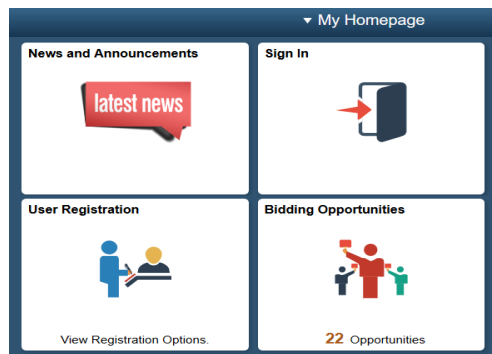 My Homepage
News and Announcements
Sign In
latest news
User Registration
Bidding Opportunities
View Registration Options.
22 Opportunities